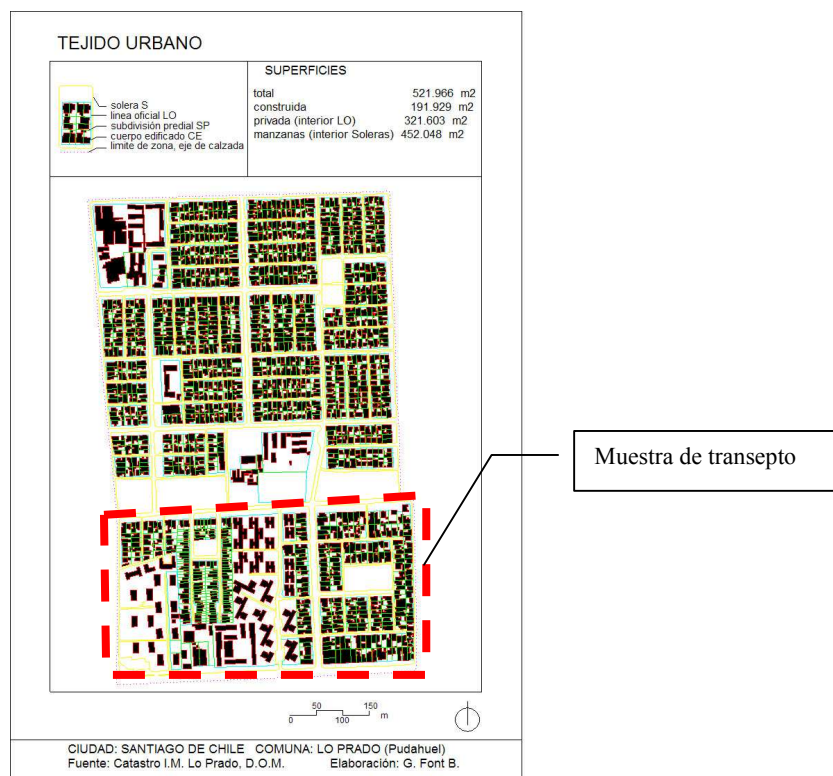 TEJIDO URBANO
solera S
linea oficial LO
subdivisión predial SP
cuerpo edificado CE
limite de zona, eje de calzada
SUPERFICIES
total 521.966 m2
construida 191.929 m2
privada (interior LO) 321.603 m2
manzanas (interior Soleras) 452.048 m2
Muestra de transepto
50 150
0 100 m
CIUDAD: SANTIAGO DE CHILE COMUNA: LO PRADO (Pudahuel)
Fuente: Catastro I.M. Lo Prado, D.O.M. Elaboración: G. Font B.